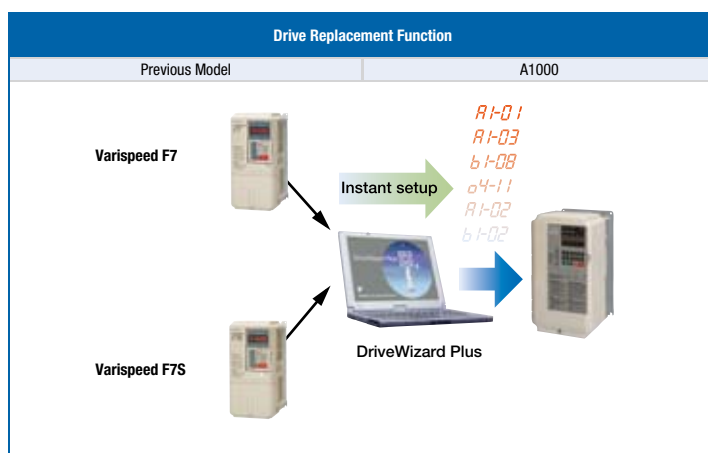 Drive Replacement Function
Previous Model
A1000
Varispeed F7
Instant setup
A1-01
A1-03
b1-08
o4-11
A1-02
b1-02
DriveWizard Plus
Varispeed F7S